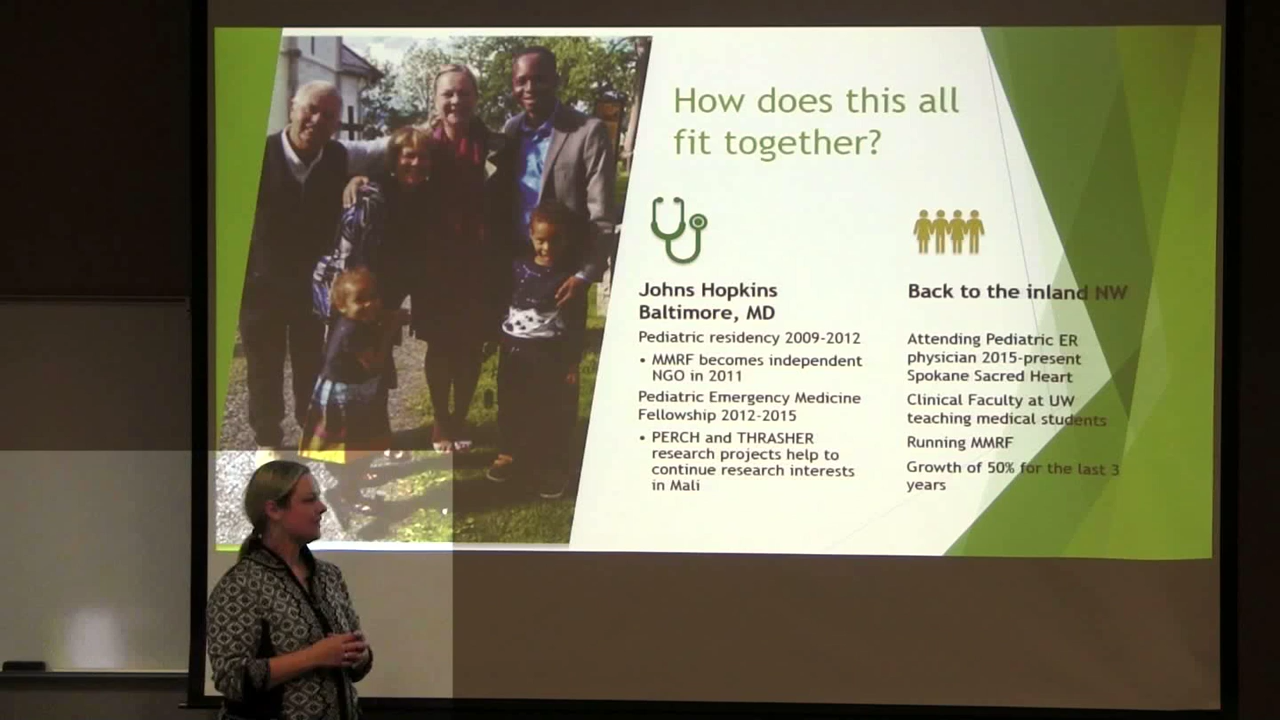 How does this all
fit together?
Johns Hopkins
Baltimore, MD
Pediatric residency 2009-2012
• MMRF becomes independent
NGO in 2011
Pediatric Emergency Medicine
Fellowship 2012-2015
• PERCH and THRASHER
research projects help to
continue research interests
in Mali
Back to the inland NW
Attending Pediatric ER
physician 2015-present
Spokane Sacred Heart
Clinical Faculty at UW
teaching medical students
Running MMRF
Growth of 50% for the last 3
years